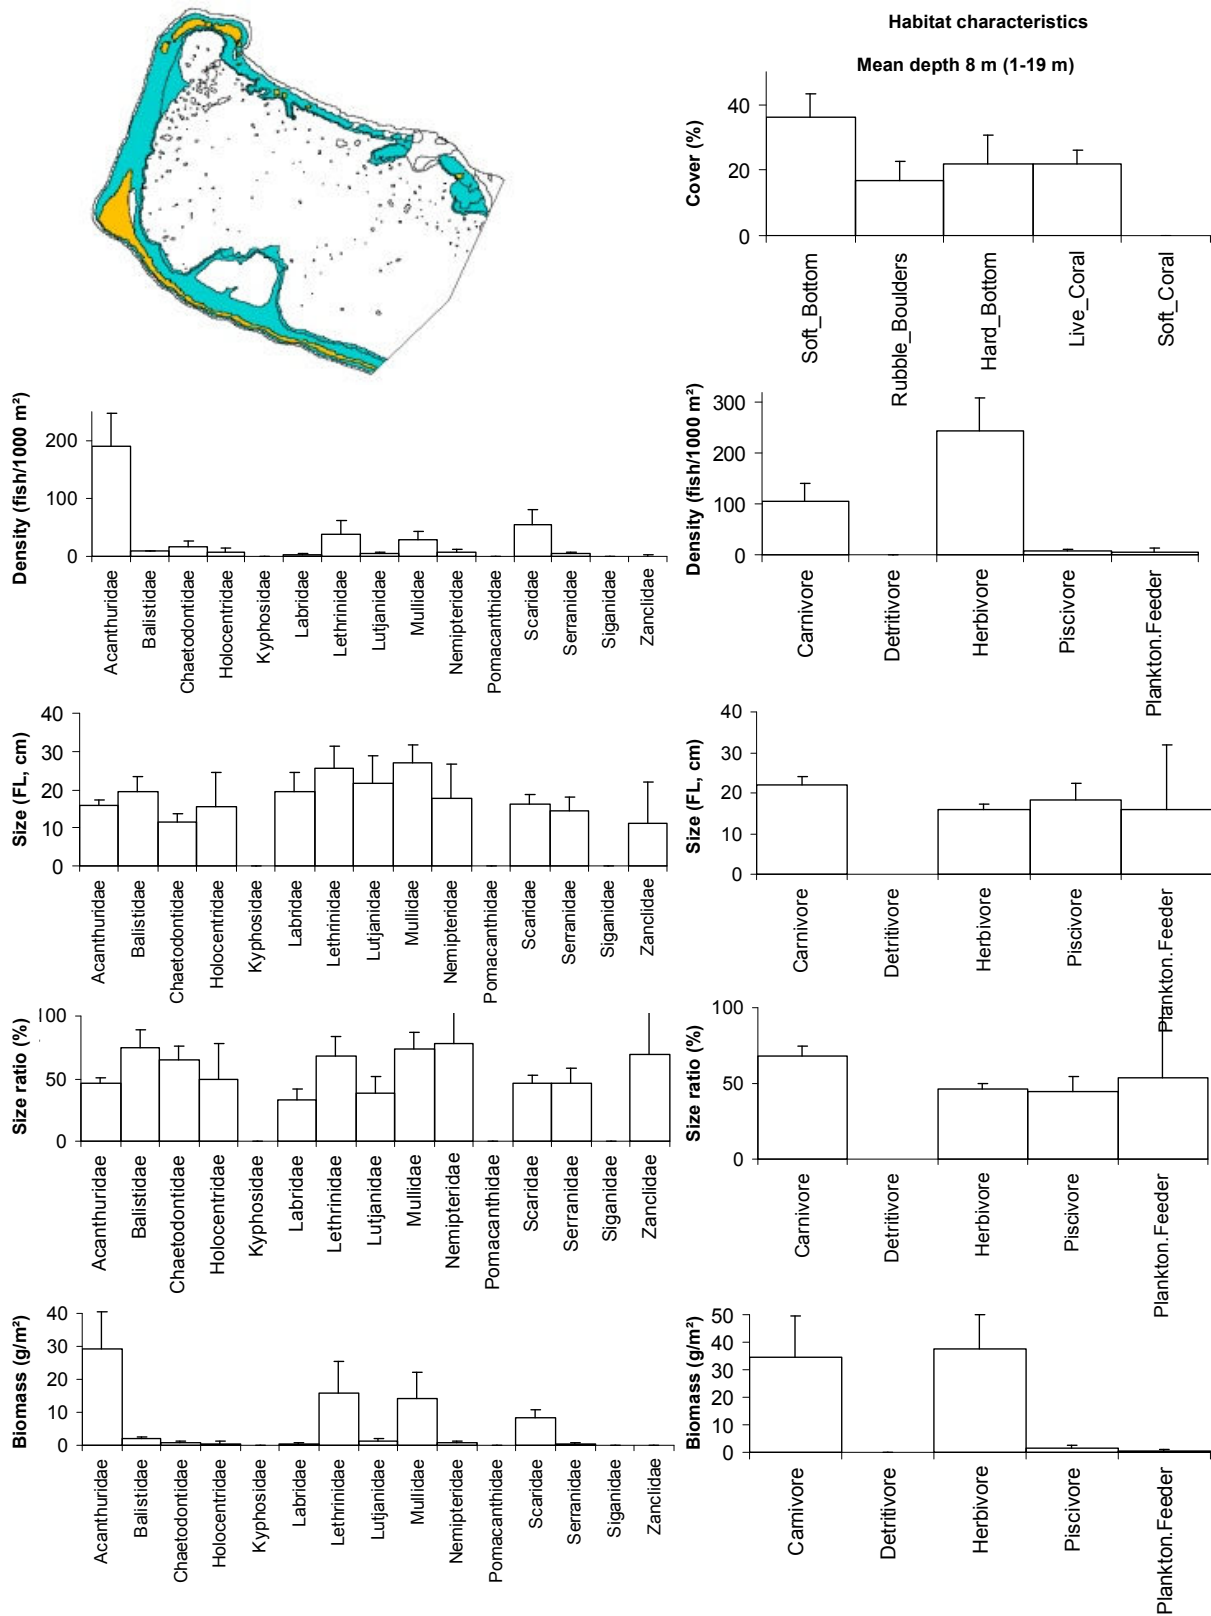 Habitat characteristics
Mean depth 8 m (1-19 m)
Cover (%)
40
20
0
Soft_Bottom
Rubble_Boulders
Hard_Bottom
Live_Coral
Soft_Coral
Density (fish/1000 m²)
200
100
0
Acanthuridae
Balistidae
Chaetodontidae
Holocentridae
Kyphosidae
Labridae
Lethrinidae
Lutjanidae
Mullidae
Nemipteridae
Pomacanthidae
Scaridae
Serranidae
Siganidae
Zanclidae
Density (fish/1000 m²)
300
200
100
0
Carnivore
Detritivore
Herbivore
Piscivore
Plankton.Feeder
Size (FL, cm)
40
30
20
10
0
Acanthuridae
Balistidae
Chaetodontidae
Holocentridae
Kyphosidae
Labridae
Lethrinidae
Lutjanidae
Mullidae
Nemipteridae
Pomacanthidae
Scaridae
Serranidae
Siganidae
Zanclidae
Size (FL, cm)
40
30
20
10
0
Carnivore
Detritivore
Herbivore
Piscivore
Plankton.Feeder
Size ratio (%)
100
50
0
Acanthuridae
Balistidae
Chaetodontidae
Holocentridae
Kyphosidae
Labridae
Lethrinidae
Lutjanidae
Mullidae
Nemipteridae
Pomacanthidae
Scaridae
Serranidae
Siganidae
Zanclidae
Size ratio (%)
100
50
0
Carnivore
Detritivore
Herbivore
Piscivore
Plankton.Feeder
Biomass (g/m²)
40
30
20
10
0
Acanthuridae
Balistidae
Chaetodontidae
Holocentridae
Kyphosidae
Labridae
Lethrinidae
Lutjanidae
Mullidae
Nemipteridae
Pomacanthidae
Scaridae
Serranidae
Siganidae
Zanclidae
Biomass (g/m²)
50
40
30
20
10
0
Carnivore
Detritivore
Herbivore
Piscivore
Plankton.Feeder